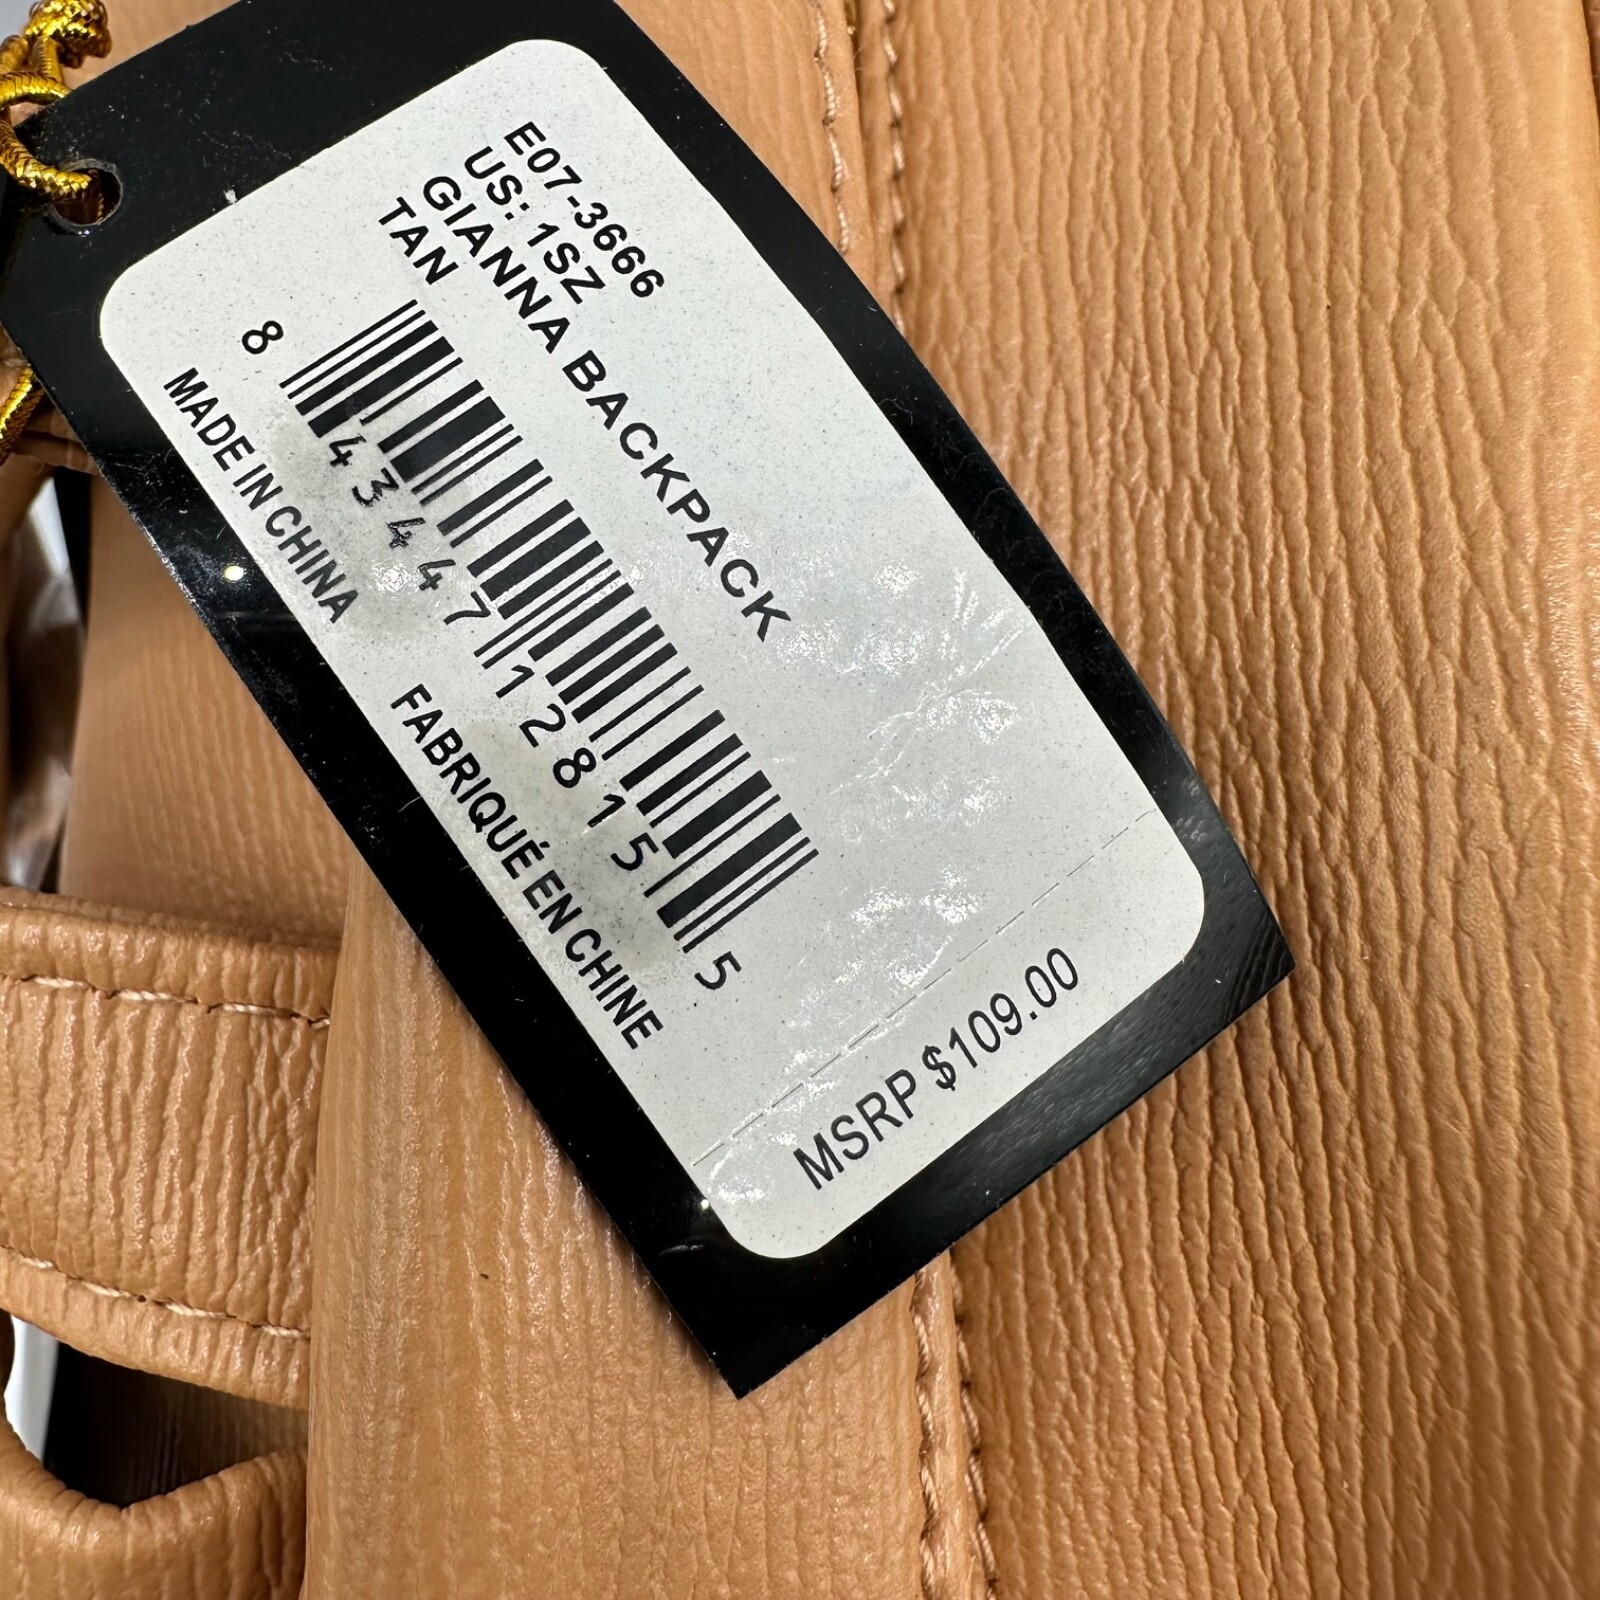 E07-3666
US: 1SZ
GIANNA BACKPACK
TAN
8 43447 12815 5
MADE IN CHINA FABRIQUÉ EN CHINE
MSRP $109.00